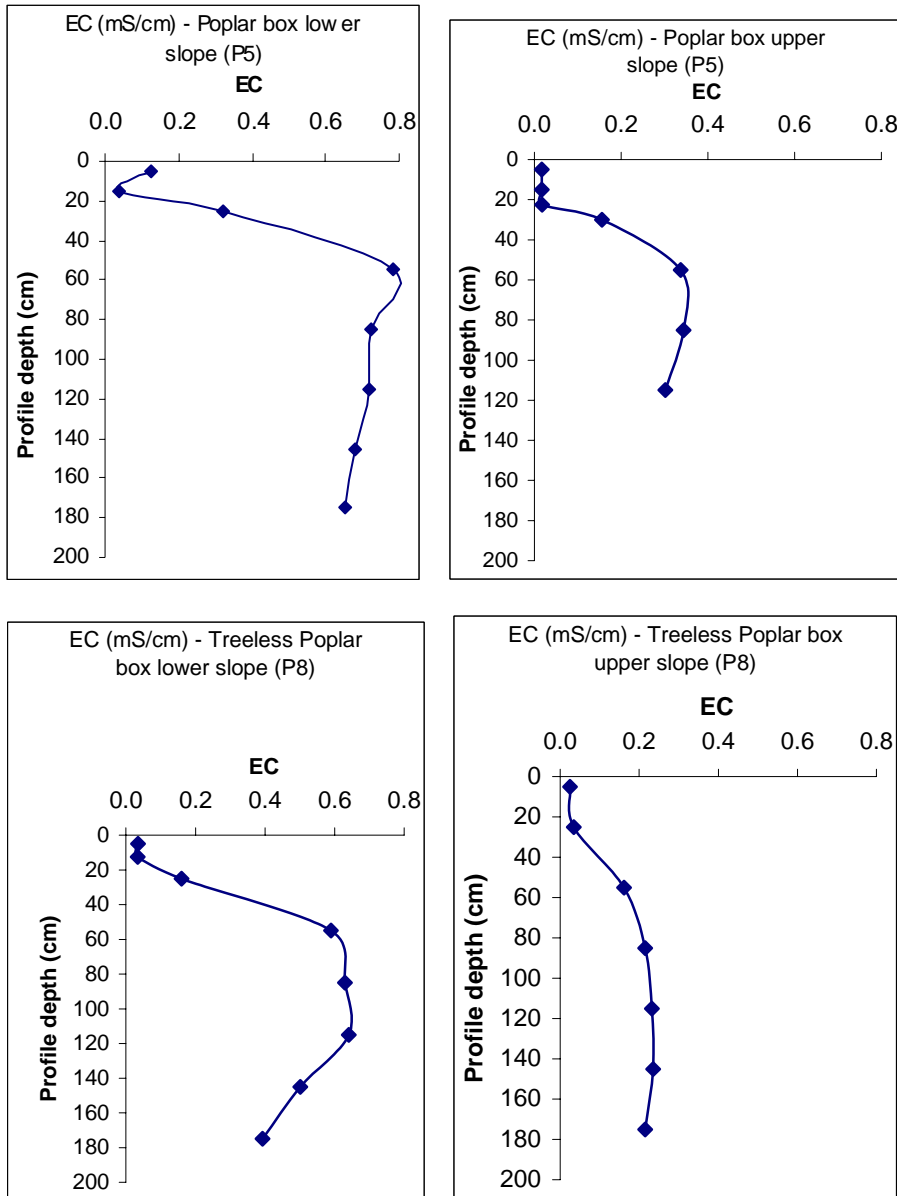 EC (mS/cm) - Poplar box lower
slope (P5)
EC
0.0 0.2 0.4 0.6 0.8
0
20
40
60
80
100
120
140
160
180
200
Profile depth (cm)
EC (mS/cm) - Poplar box upper
slope (P5)
EC
0.0 0.2 0.4 0.6 0.8
0
20
40
60
80
100
120
140
160
180
200
Profile depth (cm)
EC (mS/cm) - Treeless Poplar
box lower slope (P8)
EC
0.0 0.2 0.4 0.6 0.8
0
20
40
60
80
100
120
140
160
180
200
Profile depth (cm)
EC (mS/cm) - Treeless Poplar box
upper slope (P8)
EC
0.0 0.2 0.4 0.6 0.8
0
20
40
60
80
100
120
140
160
180
200
Profile depth (cm)